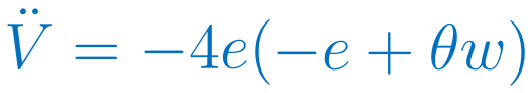 V̈ = −4e(−e + θw)